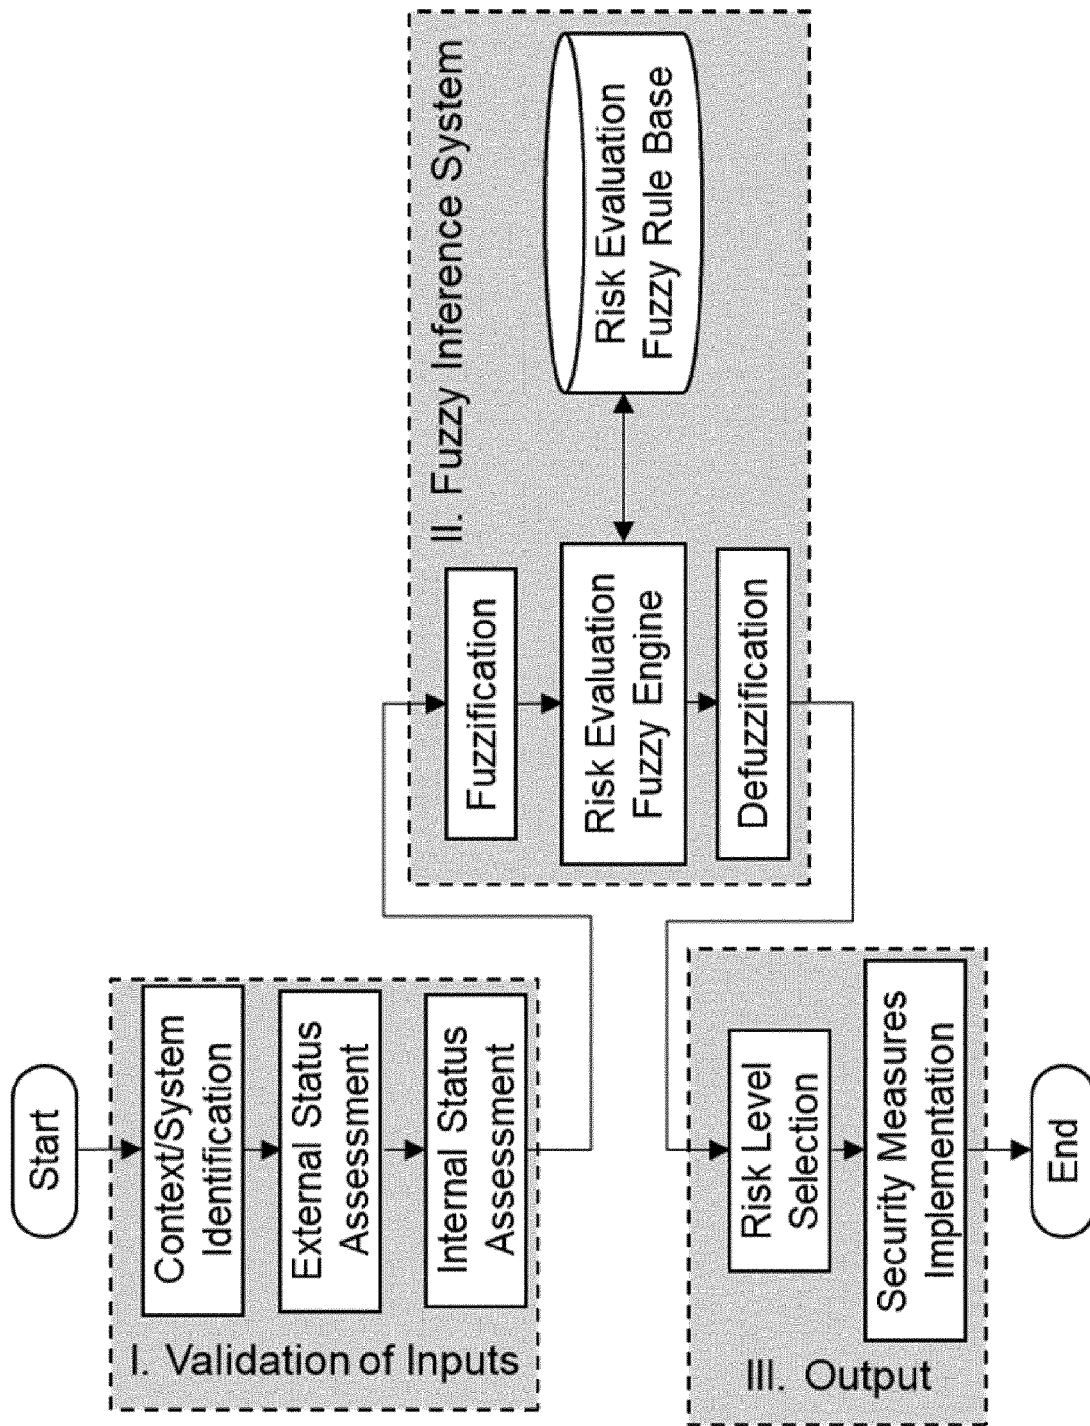 Start
I. Validation of Inputs
Context/System
Identification
External Status
Assessment
Internal Status
Assessment
II. Fuzzy Inference System
Fuzzification
Risk Evaluation
Fuzzy Engine
Risk Evaluation
Fuzzy Rule Base
Defuzzification
III. Output
Risk Level
Selection
Security Measures
Implementation
End